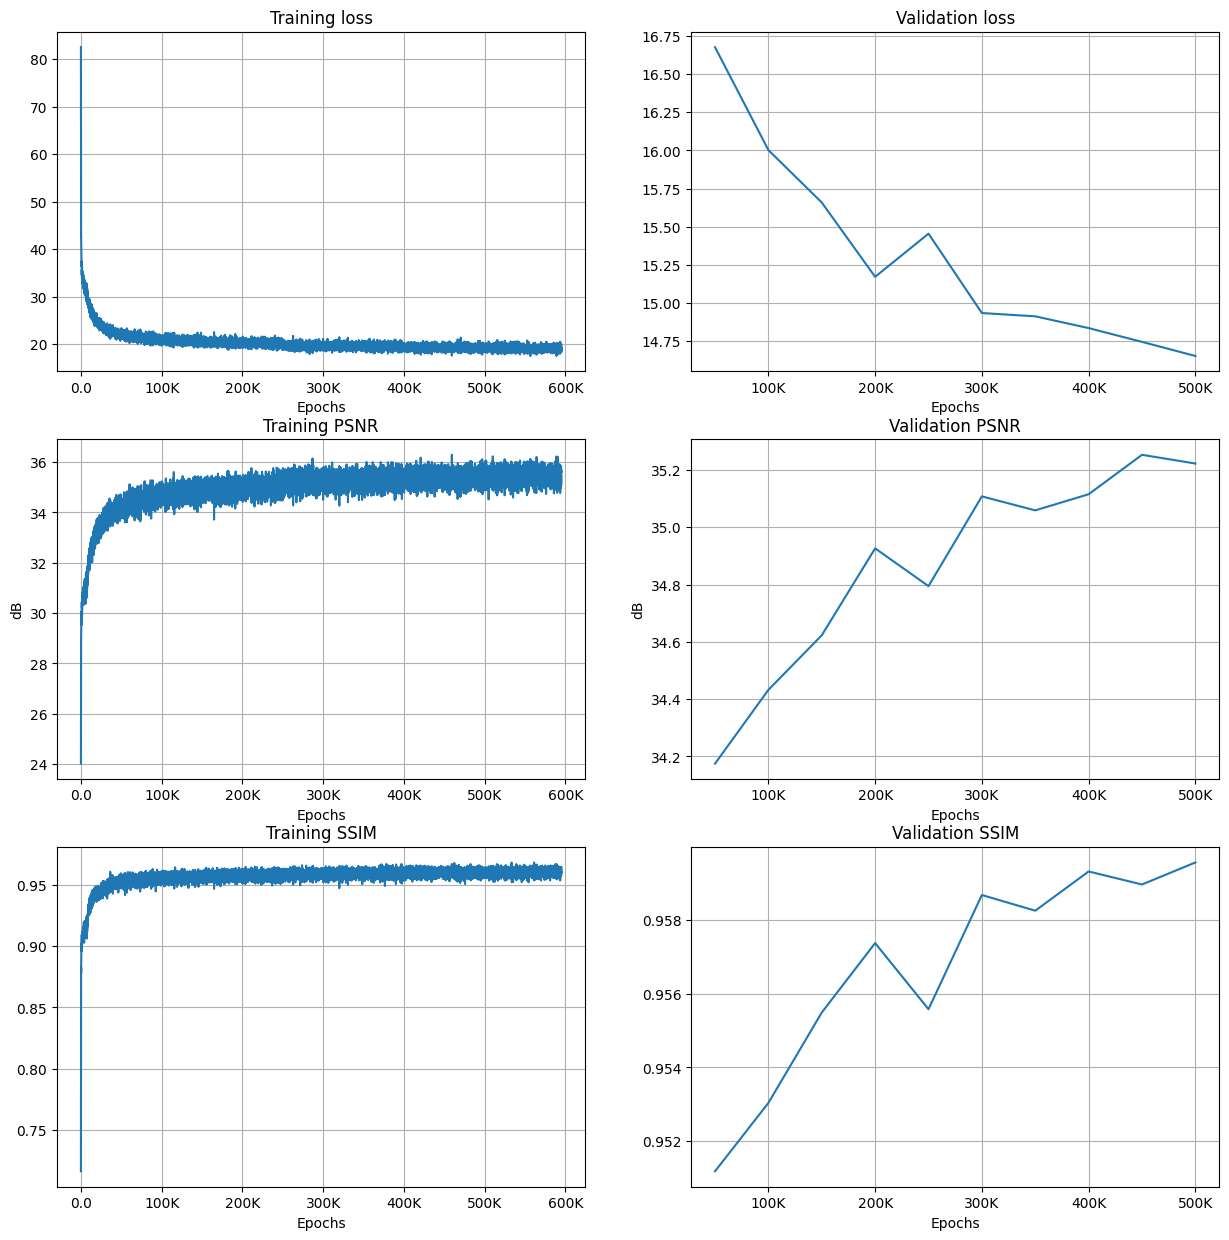 Training loss
80
70
60
50
40
30
20
0.0 100K 200K 300K 400K 500K 600K
Epochs
Validation loss
16.75
16.50
16.25
16.00
15.75
15.50
15.25
15.00
14.75
100K 200K 300K 400K 500K
Epochs
Training PSNR
dB
36
34
32
30
28
26
24
0.0 100K 200K 300K 400K 500K 600K
Epochs
Validation PSNR
dB
35.2
35.0
34.8
34.6
34.4
34.2
100K 200K 300K 400K 500K
Epochs
Training SSIM
0.95
0.90
0.85
0.80
0.75
0.0 100K 200K 300K 400K 500K 600K
Epochs
Validation SSIM
0.958
0.956
0.954
0.952
100K 200K 300K 400K 500K
Epochs